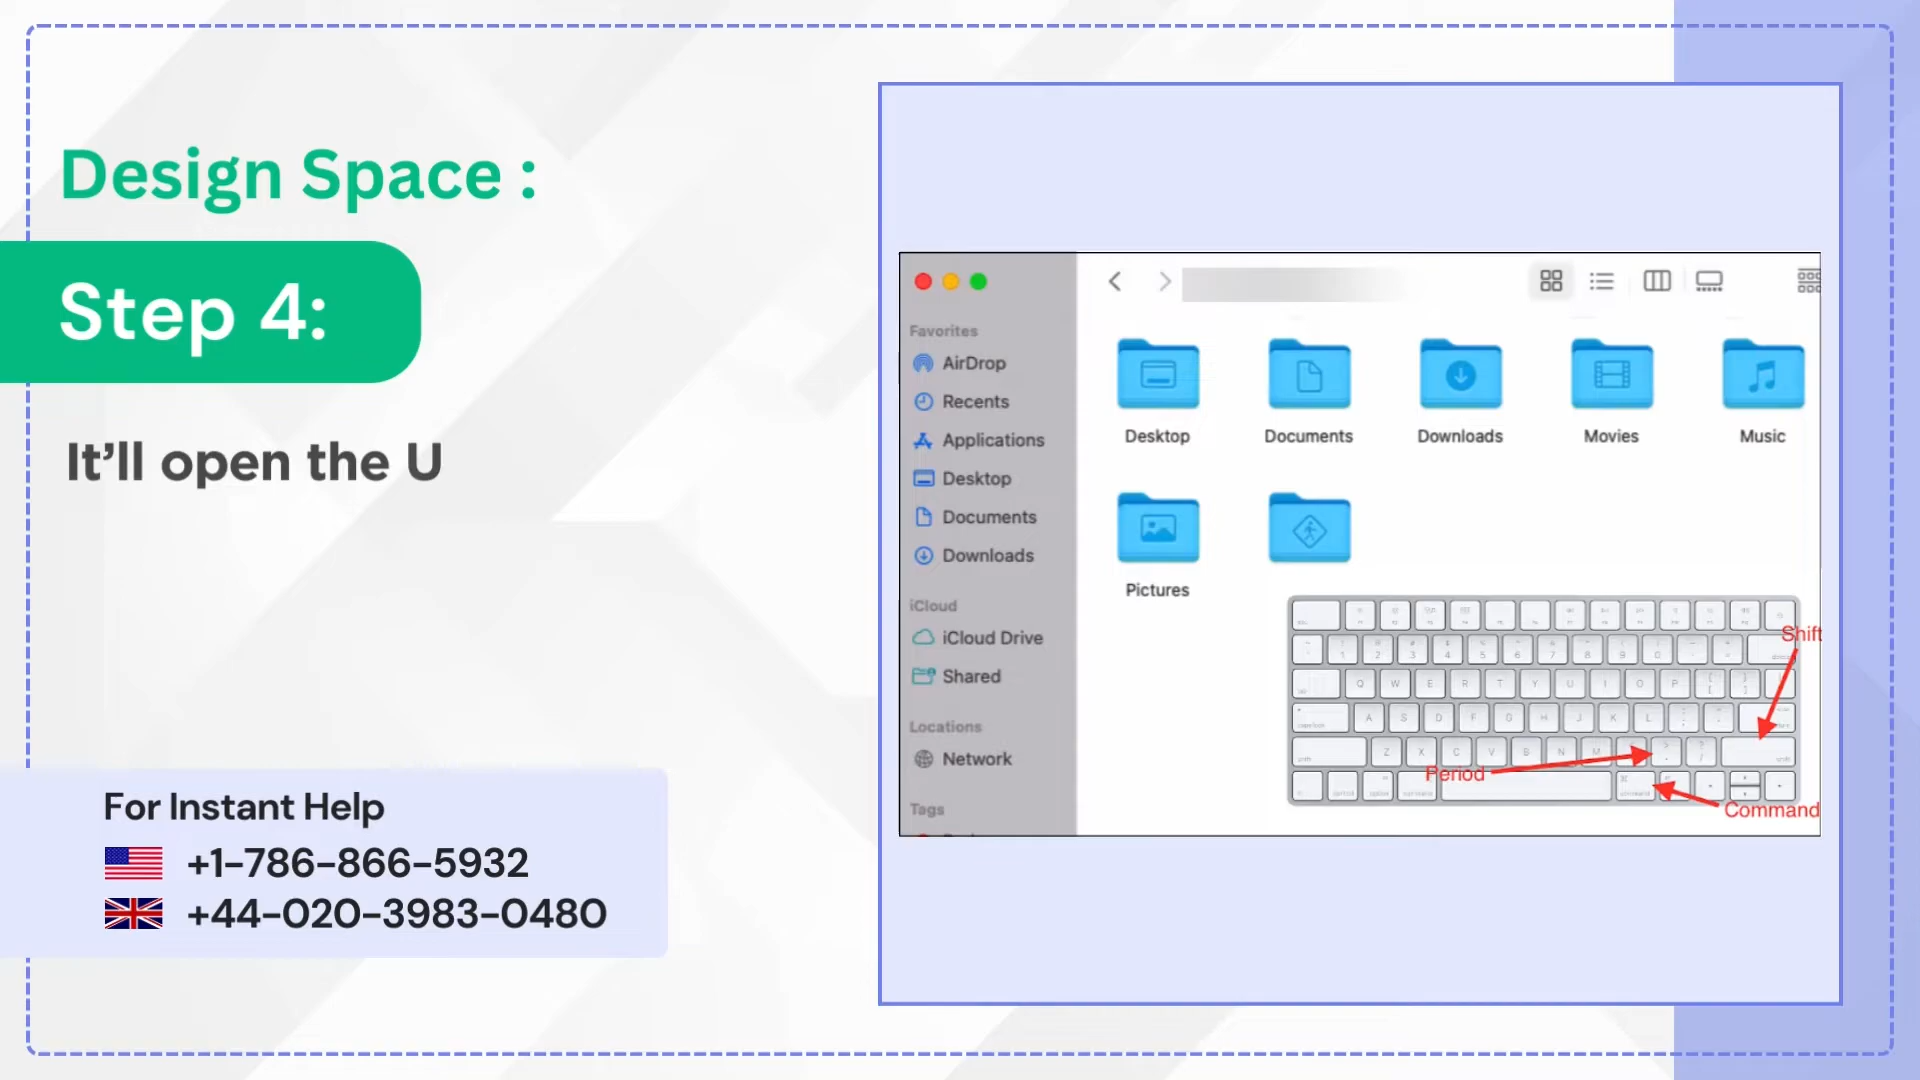 Design Space :
Step 4:
It’ll open the U
For Instant Help
+1-786-866-5932
+44-020-3983-0480
Favorites
AirDrop
Recents
Applications
Desktop
Documents
Downloads
iCloud
iCloud Drive
Shared
Locations
Network
Tags
Desktop
Documents
Downloads
Movies
Music
Pictures
Shift
Q W E R T Y U I O P
A S D F G H J K L
Z X C V B N M
Period
Command